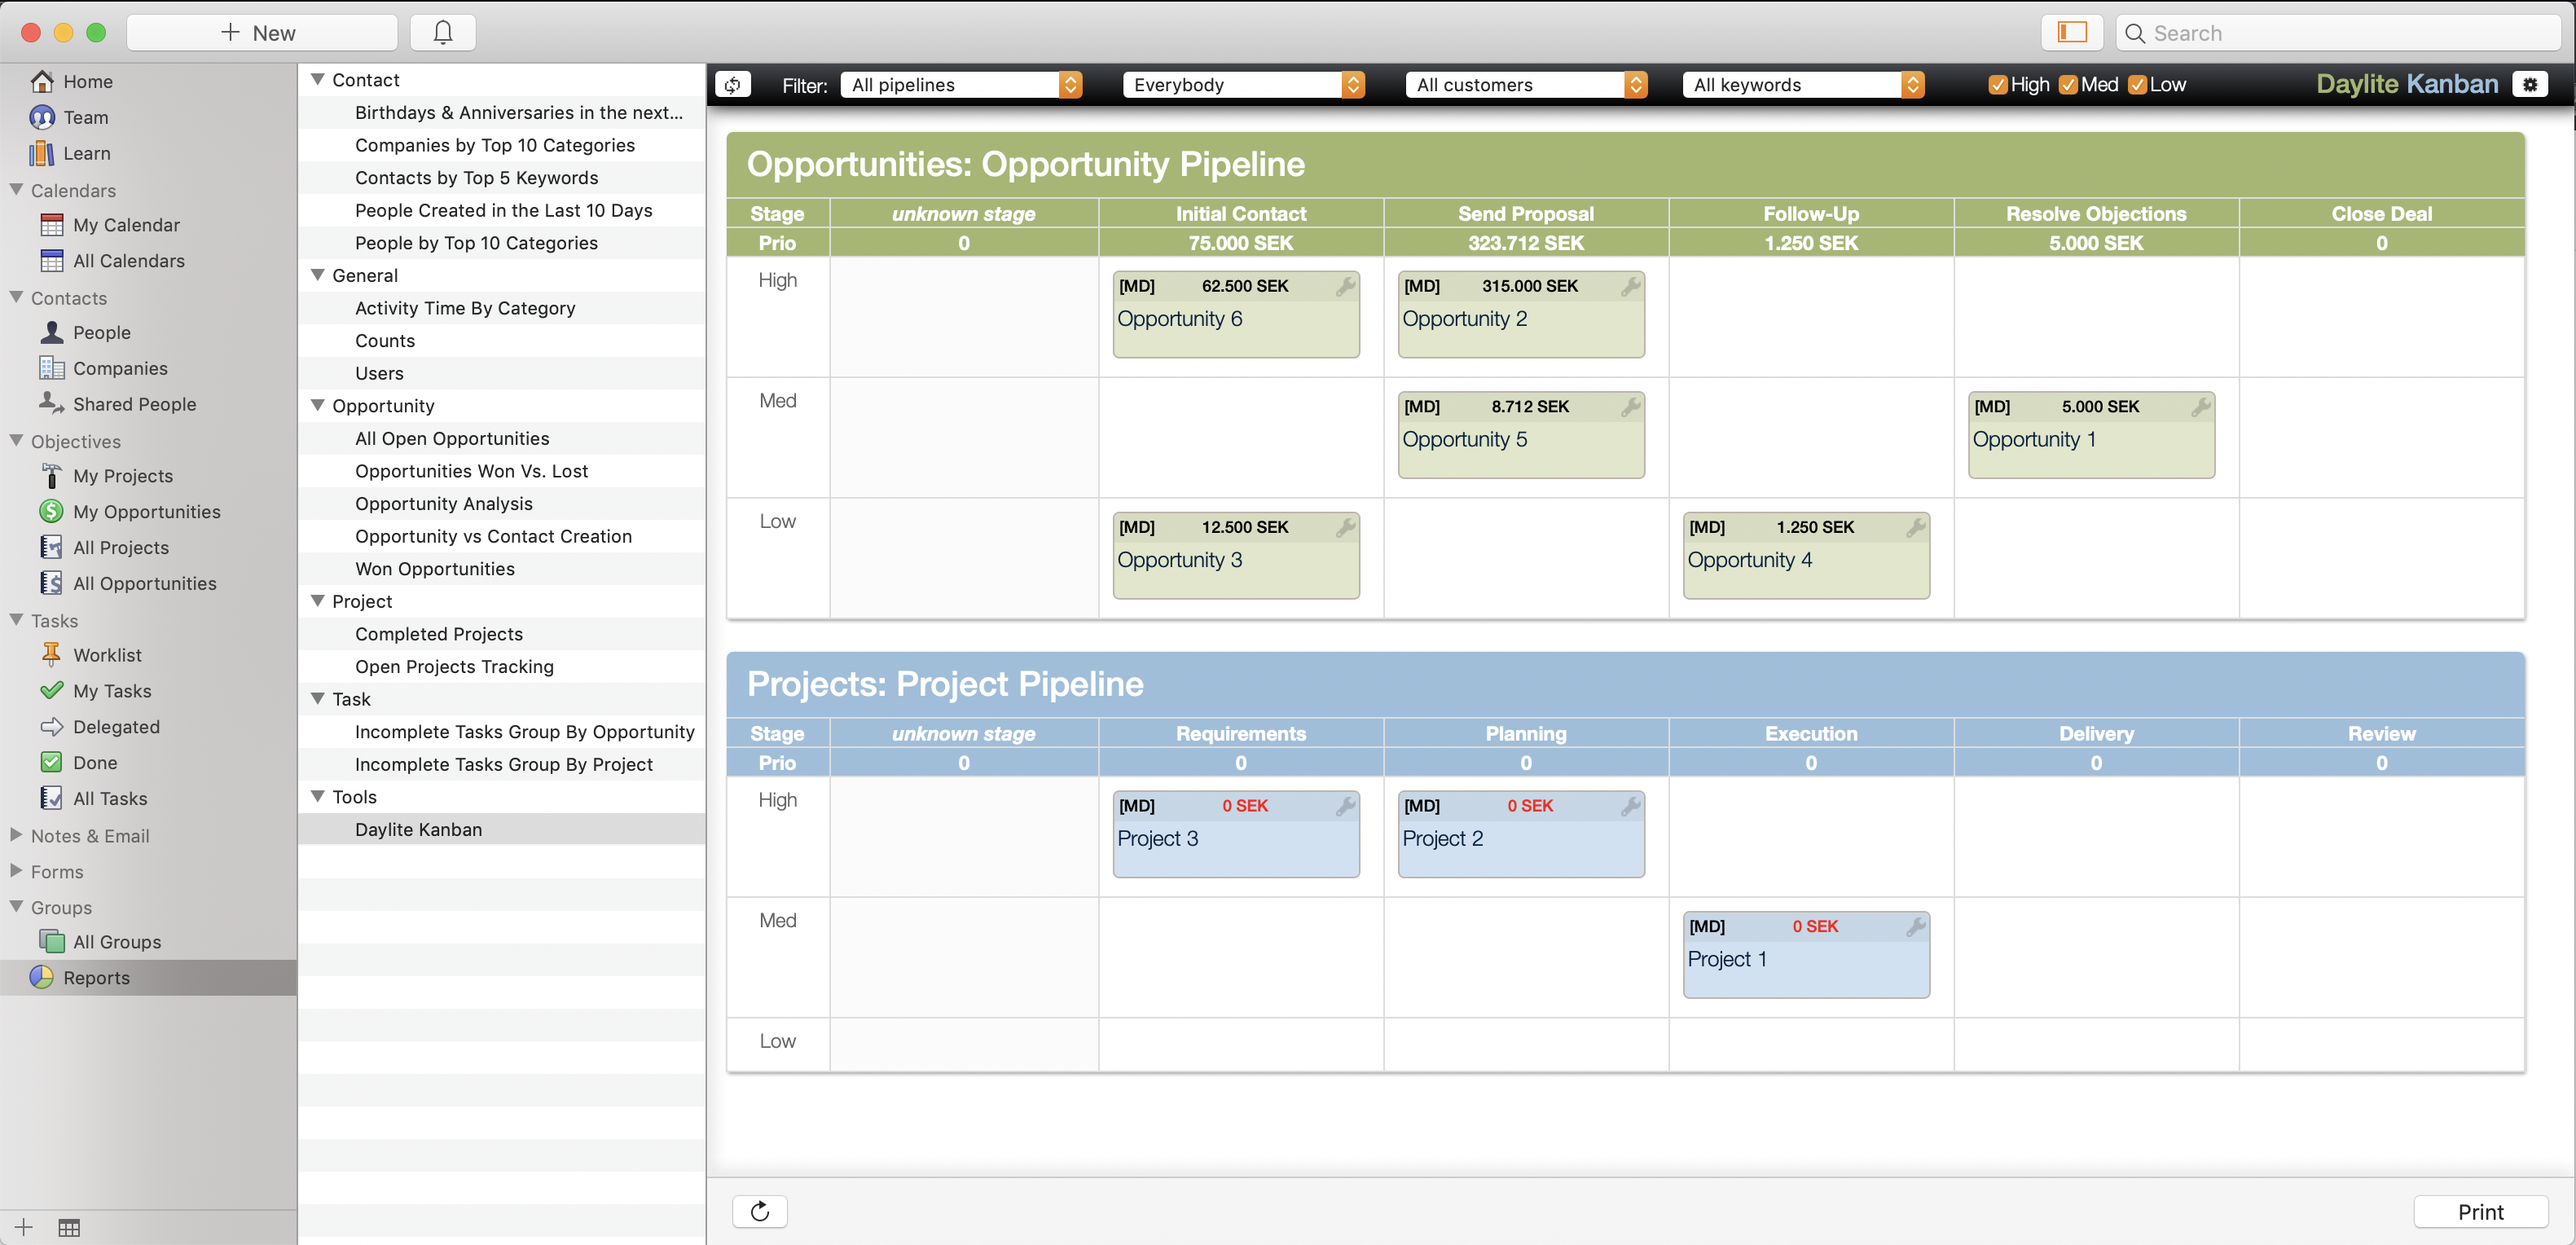 New
Search
Home
Team
Learn
Calendars
My Calendar
All Calendars
Contacts
People
Companies
Shared People
Objectives
My Projects
My Opportunities
All Projects
All Opportunities
Tasks
Worklist
My Tasks
Delegated
Done
All Tasks
Notes & Email
Forms
Groups
All Groups
Reports
Contact
Birthdays & Anniversaries in the next...
Companies by Top 10 Categories
Contacts by Top 5 Keywords
People Created in the Last 10 Days
People by Top 10 Categories
General
Activity Time By Category
Counts
Users
Opportunity
All Open Opportunities
Opportunities Won Vs. Lost
Opportunity Analysis
Opportunity vs Contact Creation
Won Opportunities
Project
Completed Projects
Open Projects Tracking
Task
Incomplete Tasks Group By Opportunity
Incomplete Tasks Group By Project
Tools
Daylite Kanban
Filter: All pipelines Everybody All customers All keywords High Med Low Daylite Kanban
Opportunities: Opportunity Pipeline
Stage unknown stage Initial Contact Send Proposal Follow-Up Resolve Objections Close Deal
Prio 0 75.000 SEK 323.712 SEK 1.250 SEK 5.000 SEK 0
High
[MD] 62.500 SEK
Opportunity 6
[MD] 315.000 SEK
Opportunity 2
Med
[MD] 8.712 SEK
Opportunity 5
[MD] 5.000 SEK
Opportunity 1
Low
[MD] 12.500 SEK
Opportunity 3
[MD] 1.250 SEK
Opportunity 4
Projects: Project Pipeline
Stage unknown stage Requirements Planning Execution Delivery Review
Prio 0 0 0 0 0 0
High
[MD] 0 SEK
Project 3
[MD] 0 SEK
Project 2
Med
[MD] 0 SEK
Project 1
Low
Print